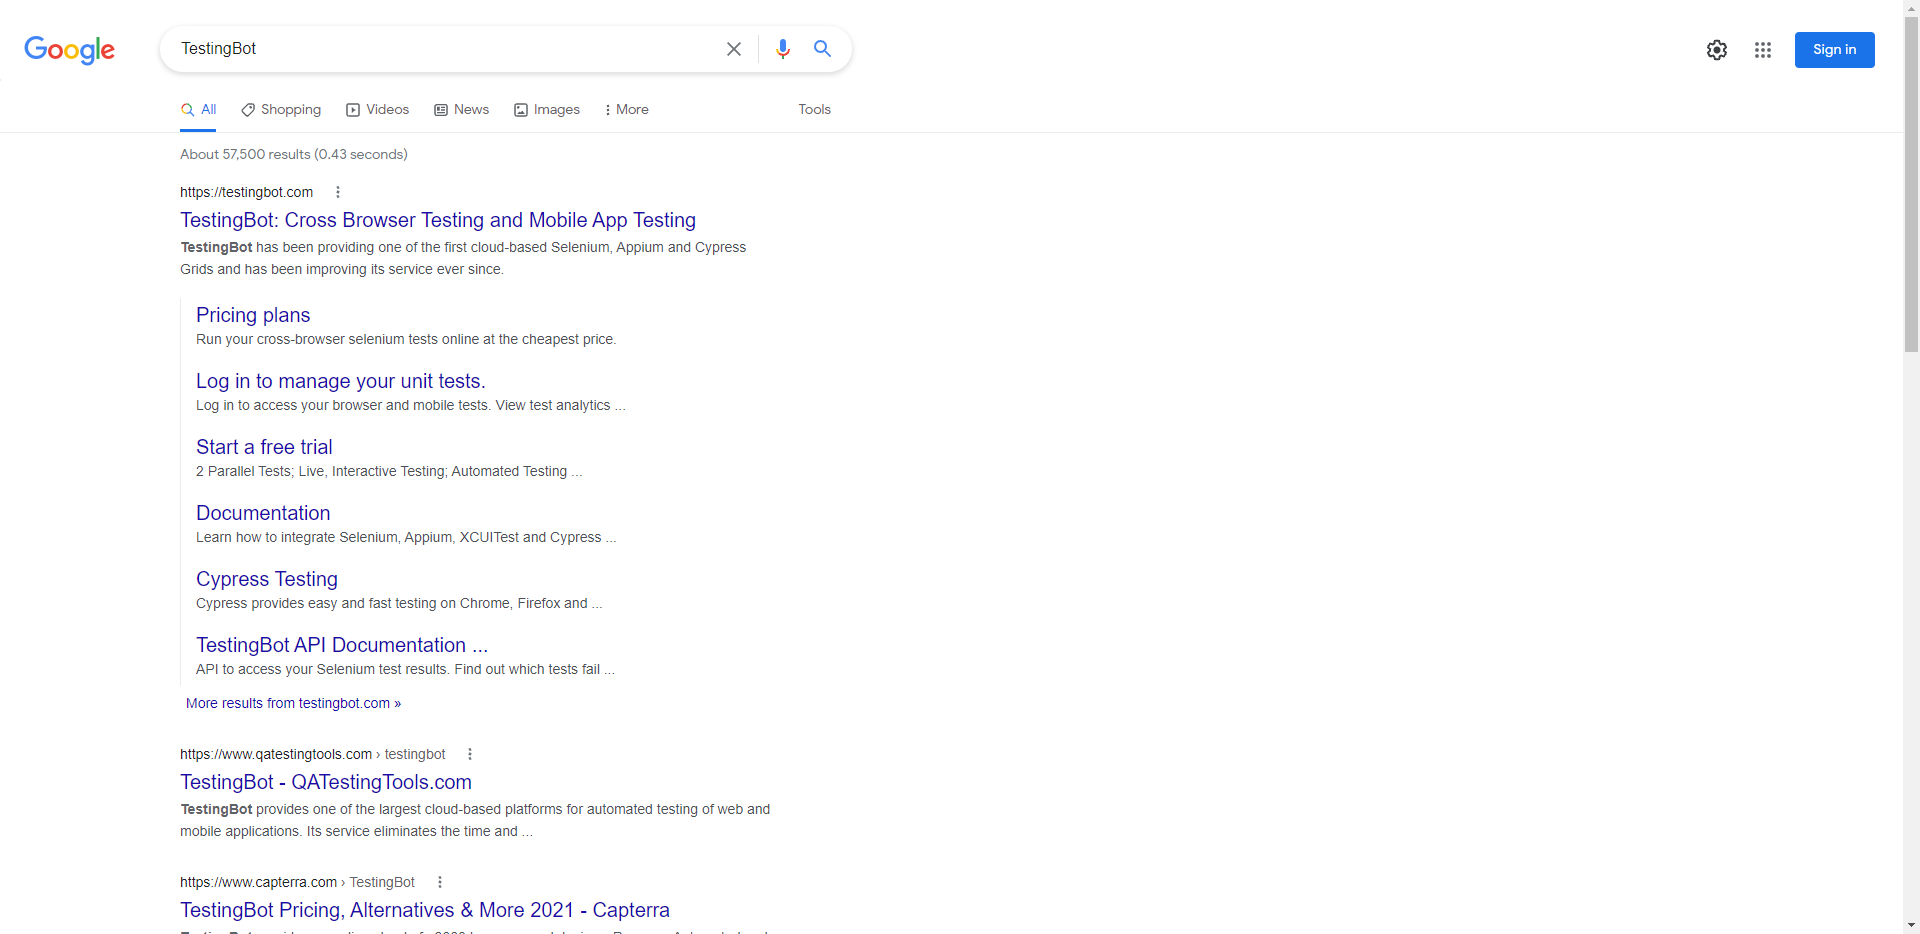 Google
TestingBot
Sign in
All
Shopping
Videos
News
Images
More
Tools
About 57,500 results (0.43 seconds)
https://testingbot.com
TestingBot: Cross Browser Testing and Mobile App Testing
TestingBot has been providing one of the first cloud-based Selenium, Appium and Cypress
Grids and has been improving its service ever since.
Pricing plans
Run your cross-browser selenium tests online at the cheapest price.
Log in to manage your unit tests.
Log in to access your browser and mobile tests. View test analytics ...
Start a free trial
2 Parallel Tests; Live, Interactive Testing; Automated Testing ...
Documentation
Learn how to integrate Selenium, Appium, XCUITest and Cypress ...
Cypress Testing
Cypress provides easy and fast testing on Chrome, Firefox and ...
TestingBot API Documentation ...
API to access your Selenium test results. Find out which tests fail ...
More results from testingbot.com »
https://www.qatestingtools.com › testingbot
TestingBot - QATestingTools.com
TestingBot provides one of the largest cloud-based platforms for automated testing of web and
mobile applications. Its service eliminates the time and ...
https://www.capterra.com › TestingBot
TestingBot Pricing, Alternatives & More 2021 - Capterra